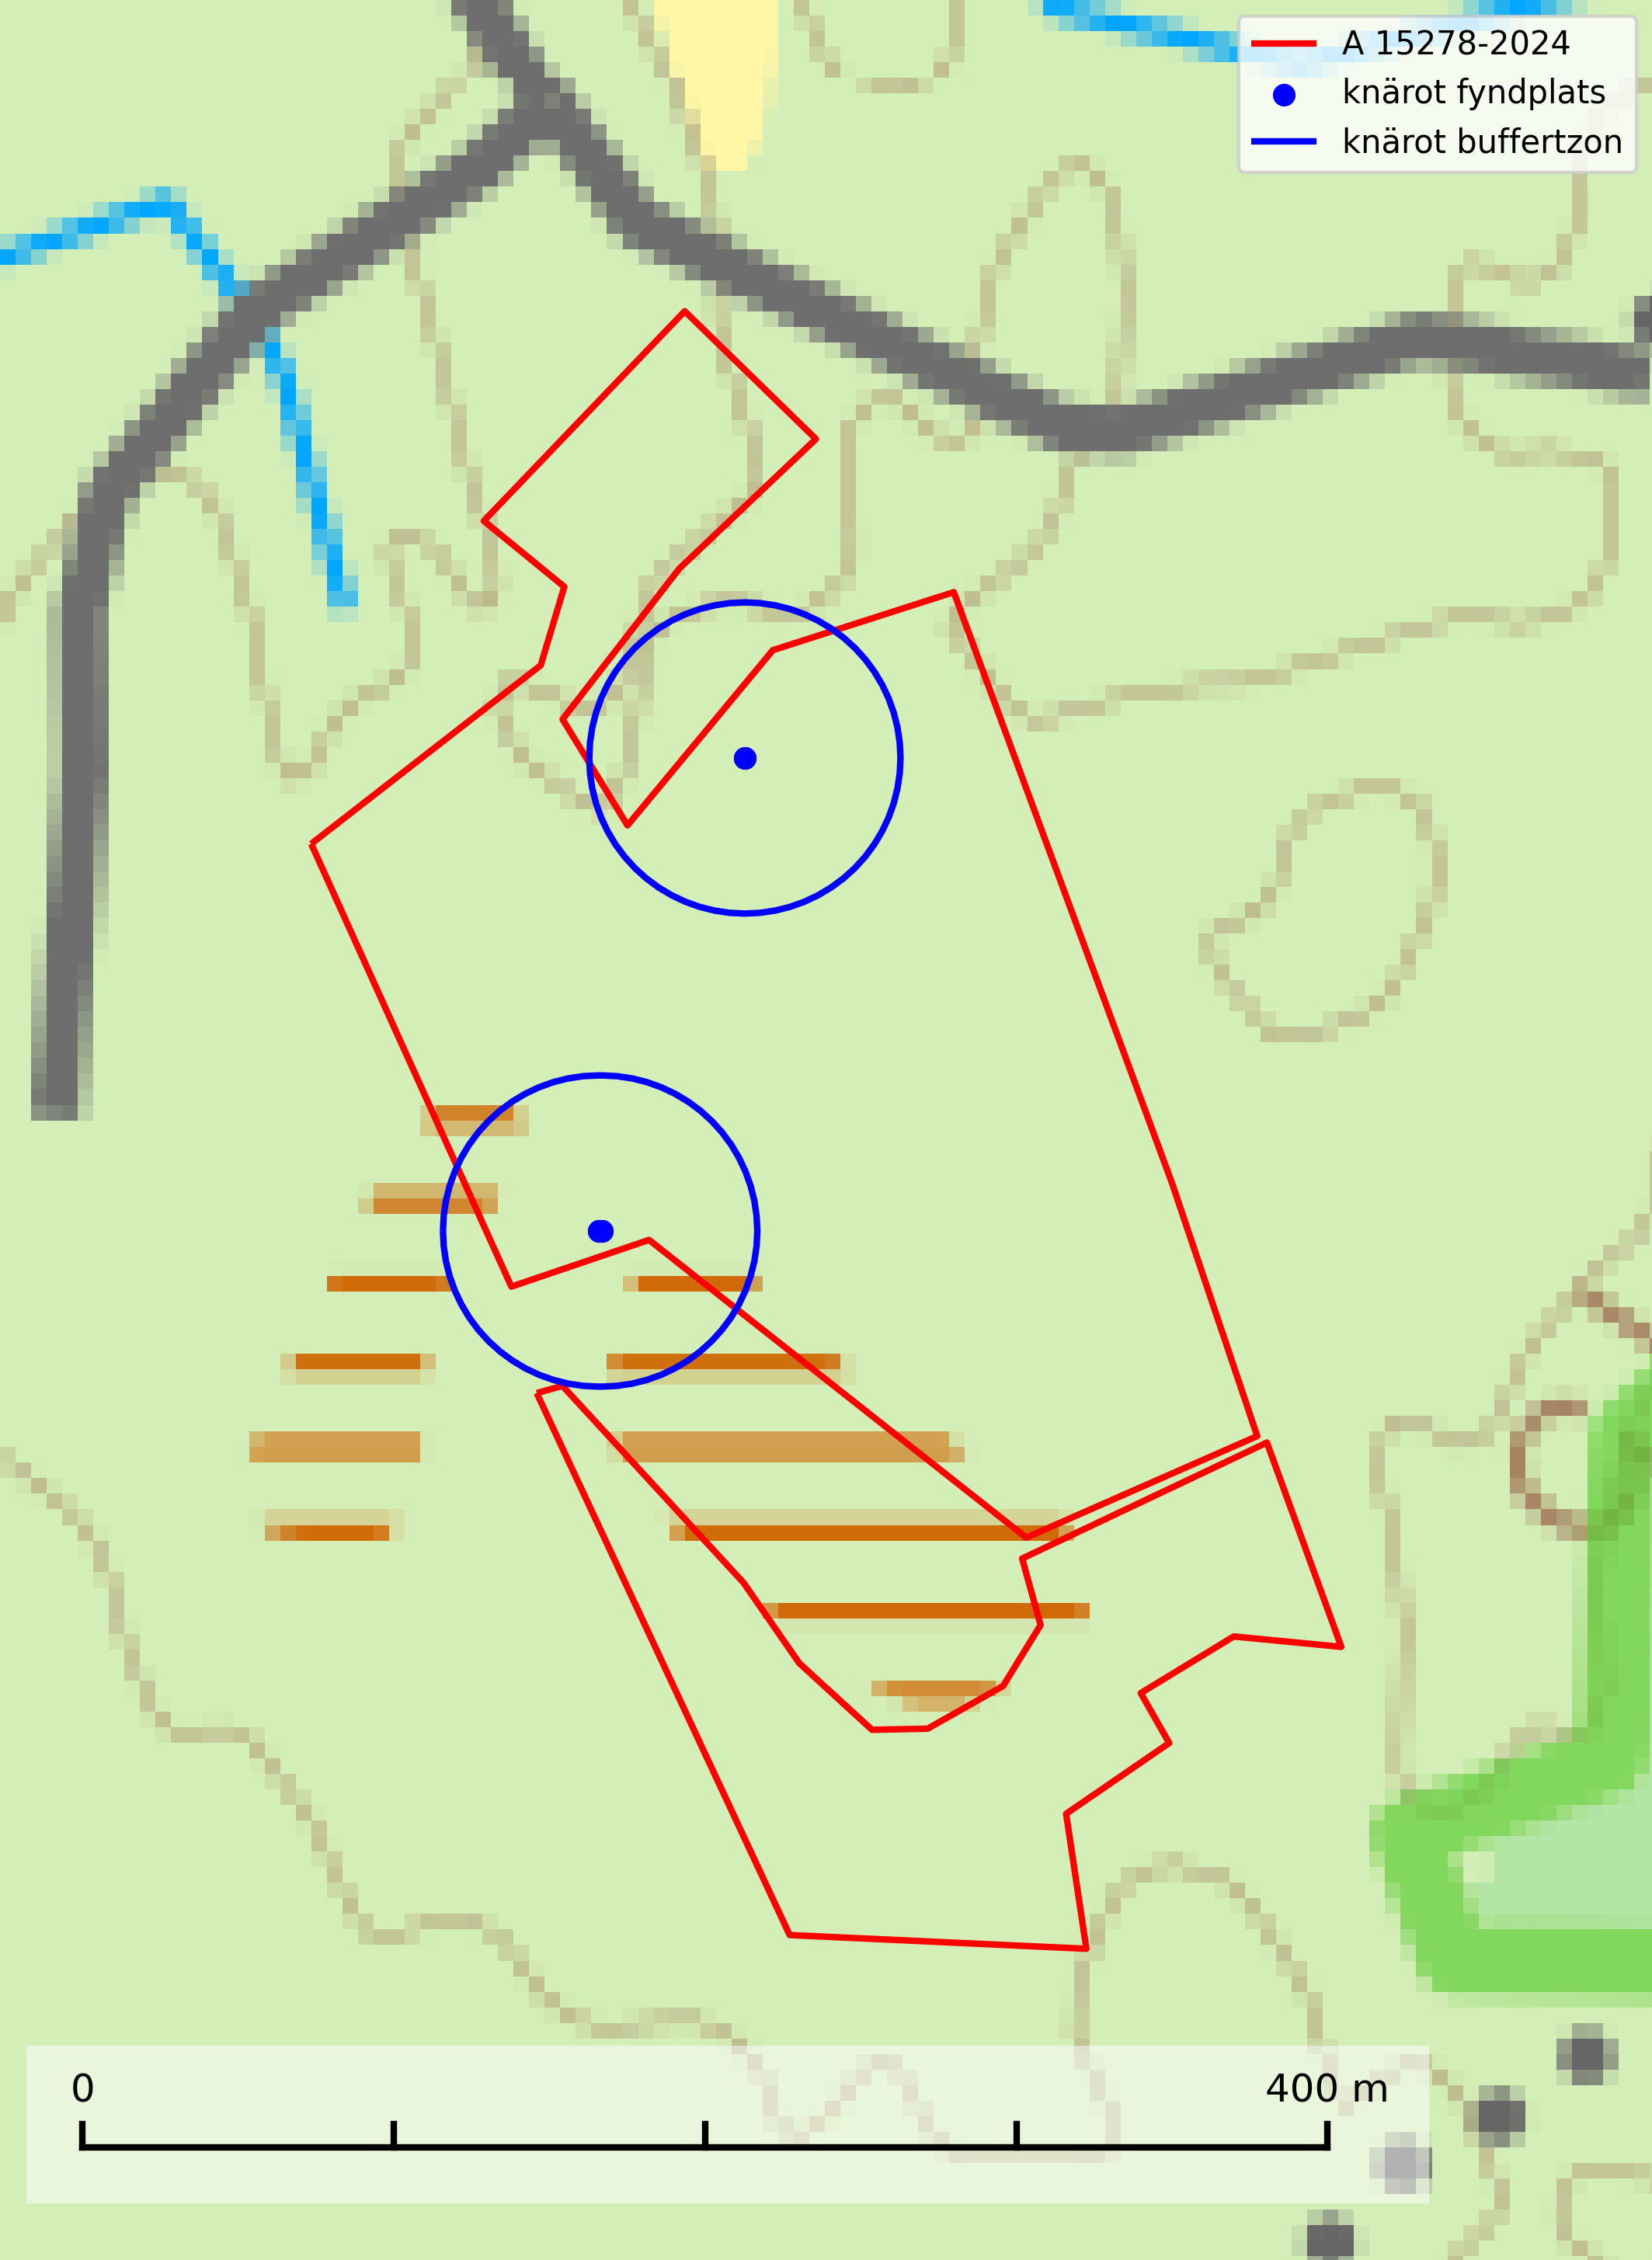 A 15278-2024
knärot fyndplats
knärot buffertzon
0 400 m